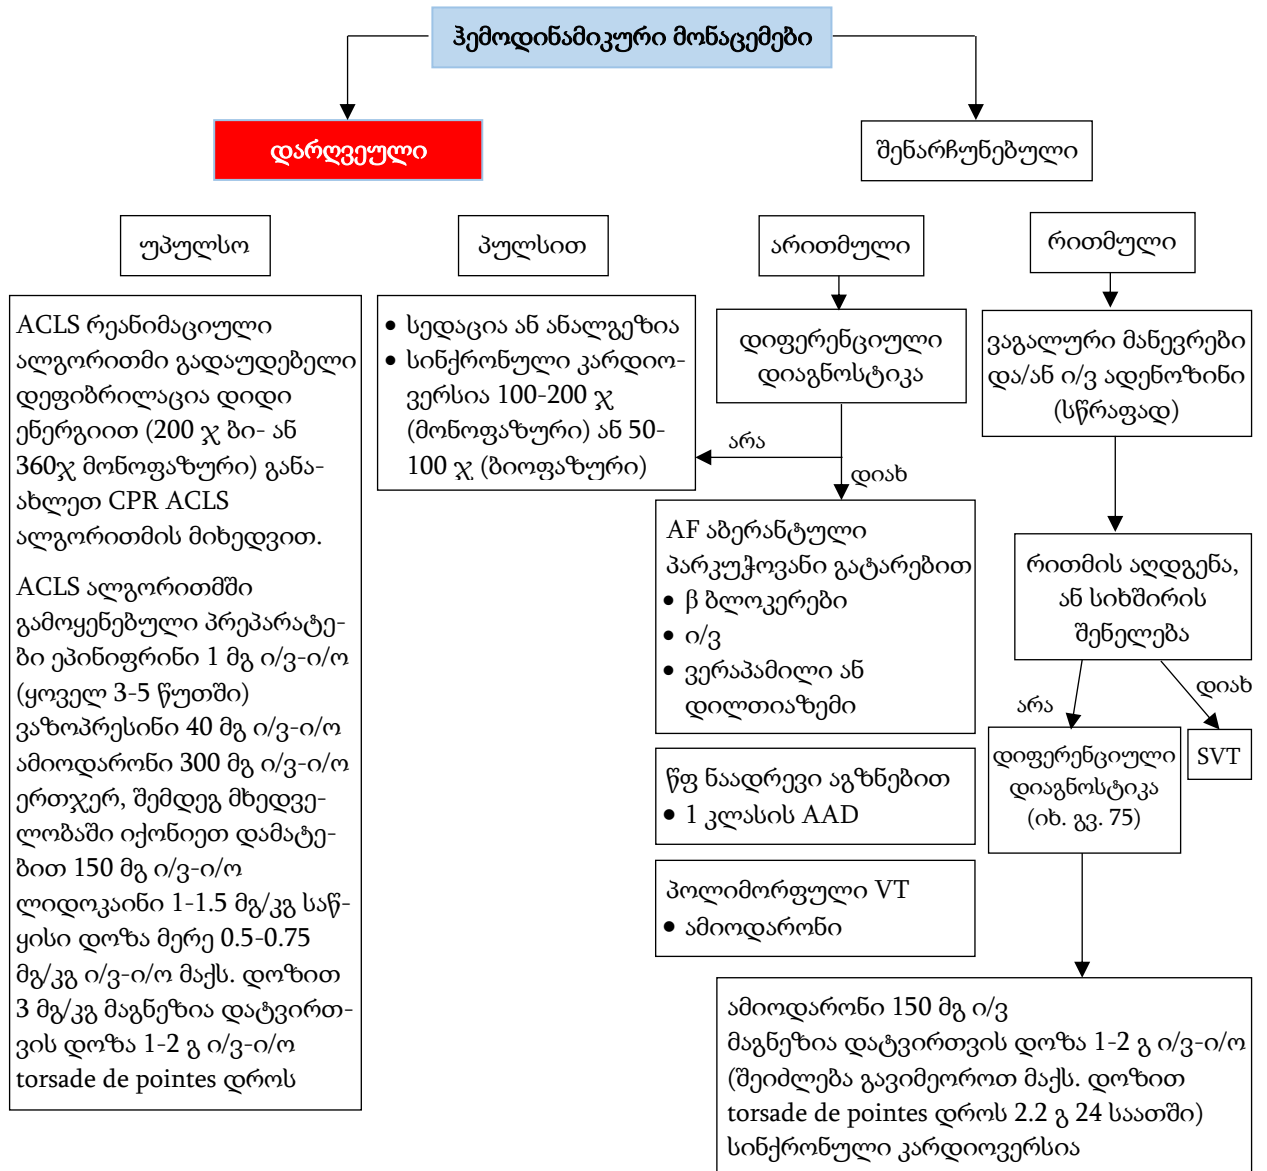 ჰემოდინამიკური მონაცემები
დარღვეული
შენარჩუნებული
უპულსო
პულსით
არითმული
რითმული
ACLS რეანიმაციული
ალგორითმი გადაუდებელი
დეფიბრილაცია დიდი
ენერგიით (200 ჯ ბი- ან
360ჯ მონოფაზური) განა-
ახლეთ CPR ACLS
ალგორითმის მიხედვით.
ACLS ალგორითმში
გამოყენებული პრეპარატე-
ბი ეპინიფრინი 1 მგ ი/ვ-ი/ო
(ყოველ 3-5 წუთში)
ვაზოპრესინი 40 მგ ი/ვ-ი/ო
ამიოდარონი 300 მგ ი/ვ-ი/ო
ერთჯერ, შემდეგ მხედვე-
ლობაში იქონიეთ დამატე-
ბით 150 მგ ი/ვ-ი/ო
ლიდოკაინი 1-1.5 მგ/კგ საწ-
ყისი დოზა მერე 0.5-0.75
მგ/კგ ი/ვ-ი/ო მაქს. დოზით
3 მგ/კგ მაგნეზია დატვირთ-
ვის დოზა 1-2 გ ი/ვ-ი/ო
torsade de pointes დროს
• სედაცია ან ანალგეზია
• სინქრონული კარდიო-
ვერსია 100-200 ჯ
(მონოფაზური) ან 50-
100 ჯ (ბიოფაზური)
დიფერენციული
დიაგნოსტიკა
არა
დიახ
AF აბერანტული
პარკუჭოვანი გატარებით
• β ბლოკერები
• ი/ვ
• ვერაპამილი ან
დილთიაზემი
წფ ნაადრევი აგზნებით
• 1 კლასის AAD
პოლიმორფული VT
• ამიოდარონი
ვაგალური მანევრები
და/ან ი/ვ ადენოზინი
(სწრაფად)
რითმის აღდგენა,
ან სიხშირის
შენელება
არა
დიახ
დიფერენციული
დიაგნოსტიკა
(იხ. გვ. 75)
SVT
ამიოდარონი 150 მგ ი/ვ
მაგნეზია დატვირთვის დოზა 1-2 გ ი/ვ-ი/ო
(შეიძლება გავიმეოროთ მაქს. დოზით
torsade de pointes დროს 2.2 გ 24 საათში)
სინქრონული კარდიოვერსია